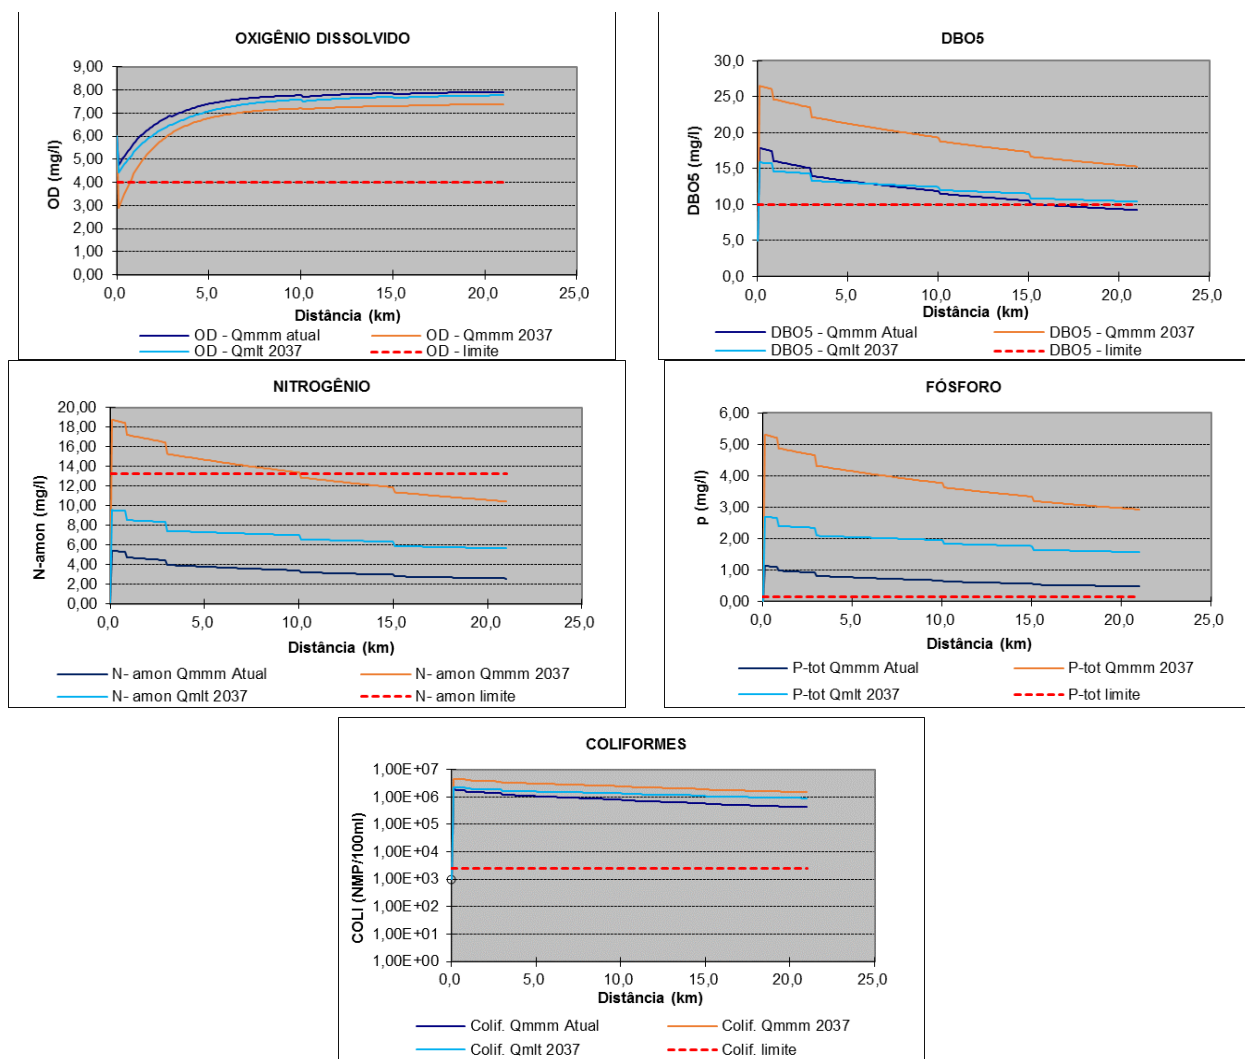 OXIGÊNIO DISSOLVIDO
9,00
8,00
7,00
6,00
5,00
4,00
3,00
2,00
1,00
0,00
OD (mg/l)
0,0 5,0 10,0 15,0 20,0 25,0
Distância (km)
OD - Qmmm atual OD - Qmmm 2037
OD - Qmlt 2037 OD - limite
DBO5
30,0
25,0
20,0
15,0
10,0
5,0
0,0
DBO5 (mg/l)
0,0 5,0 10,0 15,0 20,0 25,0
Distância (km)
DBO5 - Qmmm Atual DBO5 - Qmmm 2037
DBO5 - Qmlt 2037 DBO5 - limite
NITROGÊNIO
20,00
18,00
16,00
14,00
12,00
10,00
8,00
6,00
4,00
2,00
0,00
N-amon (mg/l)
0,0 5,0 10,0 15,0 20,0 25,0
Distância (km)
N- amon Qmmm Atual N- amon Qmmm 2037
N- amon Qmlt 2037 N- amon limite
FÓSFORO
6,00
5,00
4,00
3,00
2,00
1,00
0,00
p (mg/l)
0,0 5,0 10,0 15,0 20,0 25,0
Distância (km)
P-tot Qmmm Atual P-tot Qmmm 2037
P-tot Qmlt 2037 P-tot limite
COLIFORMES
1,00E+07
1,00E+06
1,00E+05
1,00E+04
1,00E+03
1,00E+02
1,00E+01
1,00E+00
COLI (NMP/100ml)
0,0 5,0 10,0 15,0 20,0 25,0
Distância (km)
Colif. Qmmm Atual Colif. Qmmm 2037
Colif. Qmlt 2037 Colif. limite